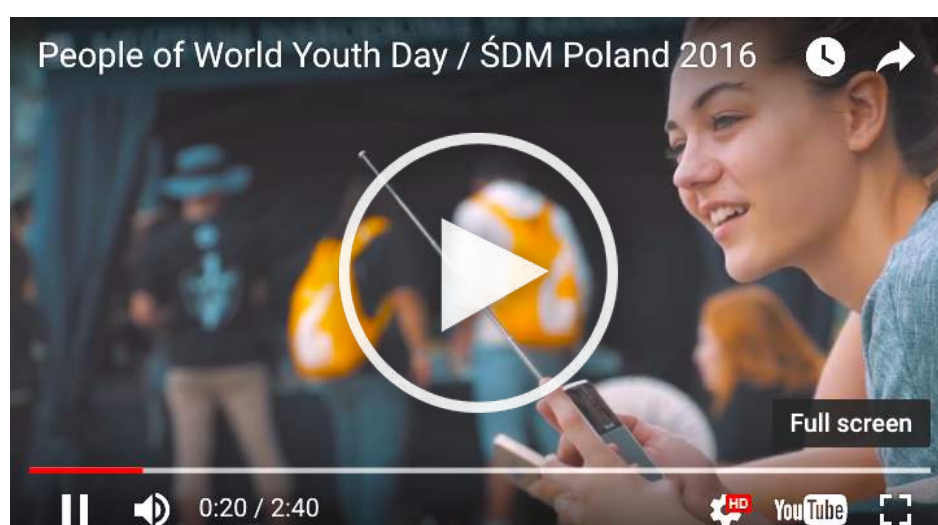 People of World Youth Day / ŚDM Poland 2016
Full screen
0:20 / 2:40
HD
YouTube